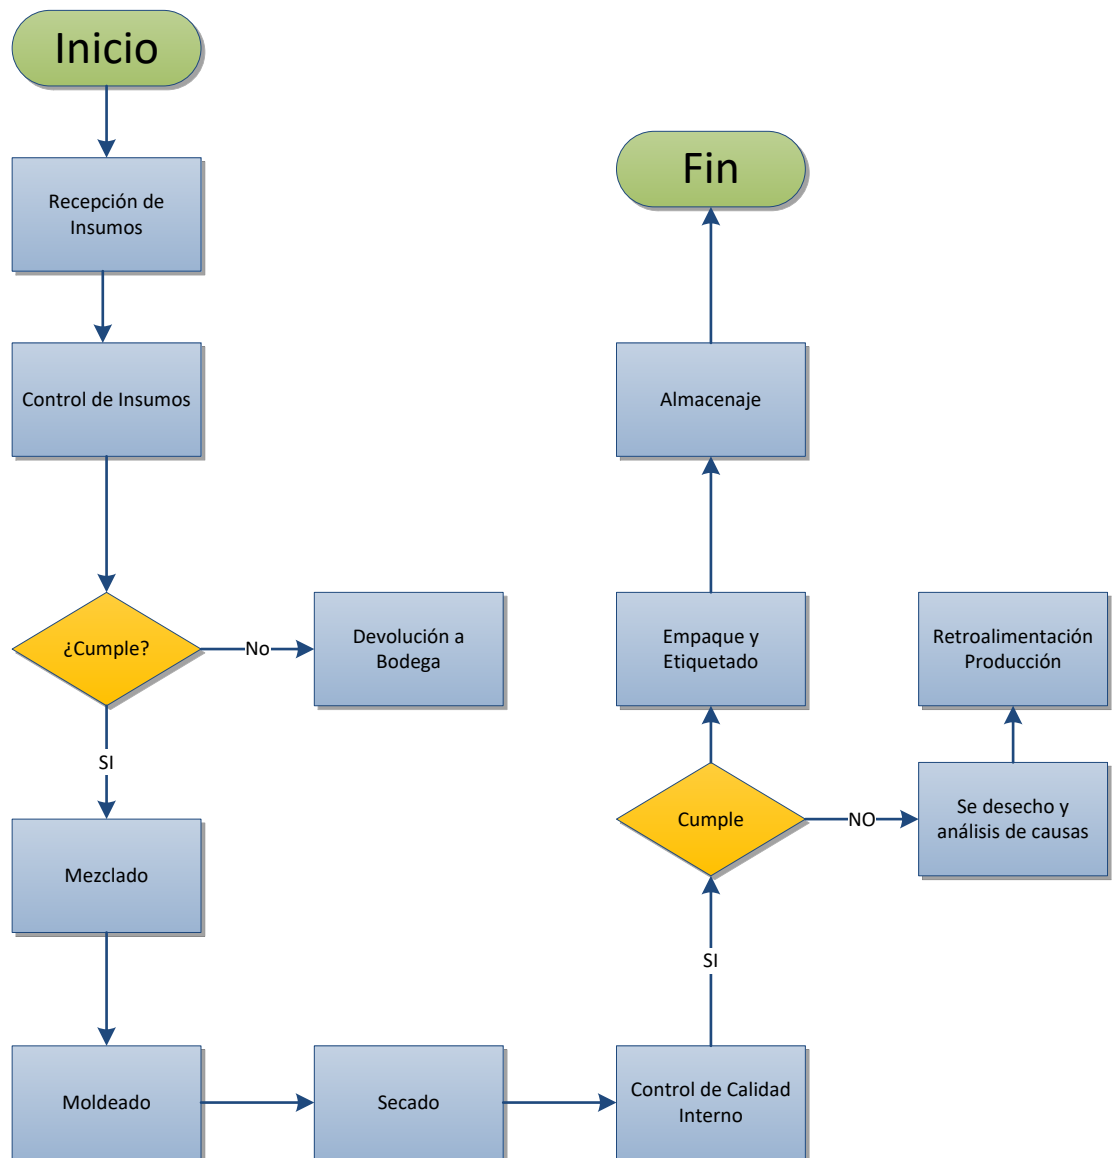 Inicio
Recepción de
Insumos
Control de Insumos
¿Cumple?
No
Devolución a
Bodega
SI
Mezclado
Moldeado
Secado
Control de Calidad
Interno
SI
Cumple
NO
Se desecho y
análisis de causas
Retroalimentación
Producción
Empaque y
Etiquetado
Almacenaje
Fin